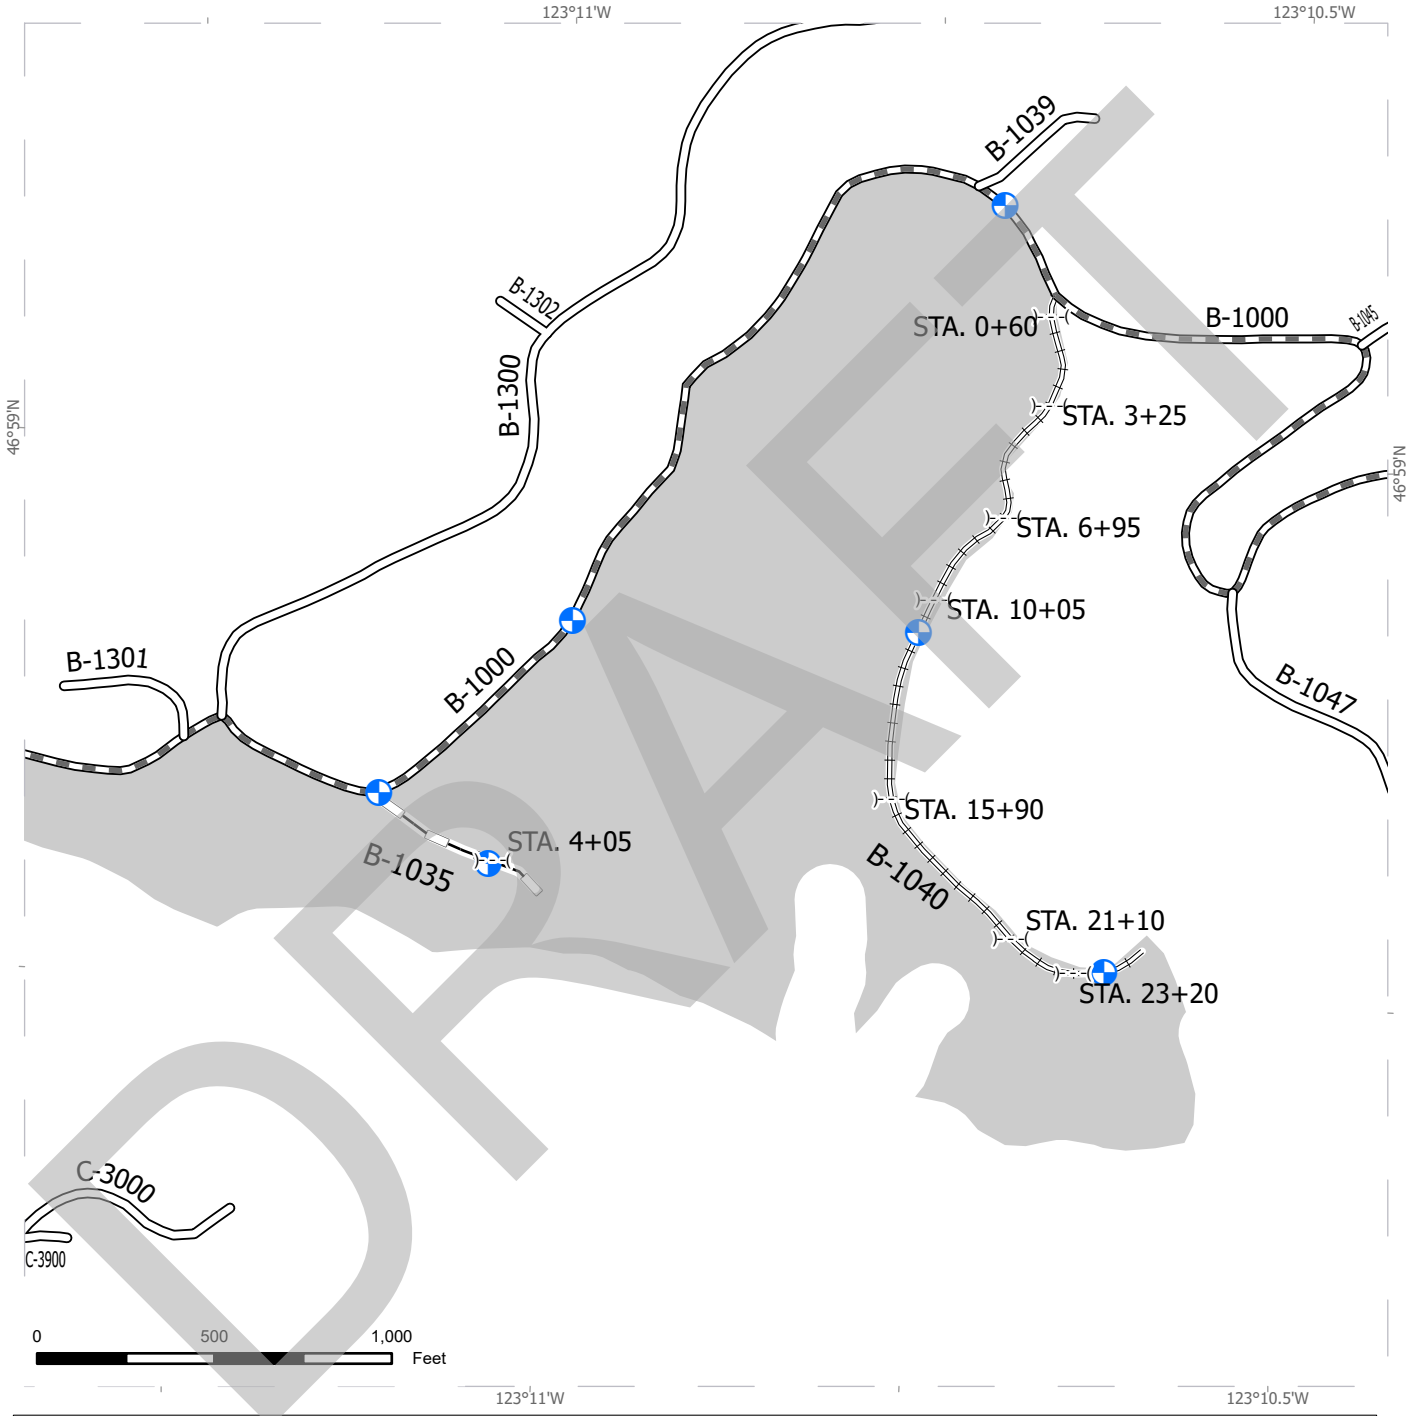 123°11'W
123°10.5'W
B-1039
B-1302
B-1000
B-1045
STA. 0+60
B-1300
STA. 3+25
46°59'N
46°59'N
STA. 6+95
STA. 10+05
B-1301
B-1000
B-1047
STA. 15+90
STA. 4+05
B-1035
B-1040
STA. 21+10
STA. 23+20
C-3000
C-3900
DRAFT
0 500 1,000
Feet
123°11'W
123°10.5'W